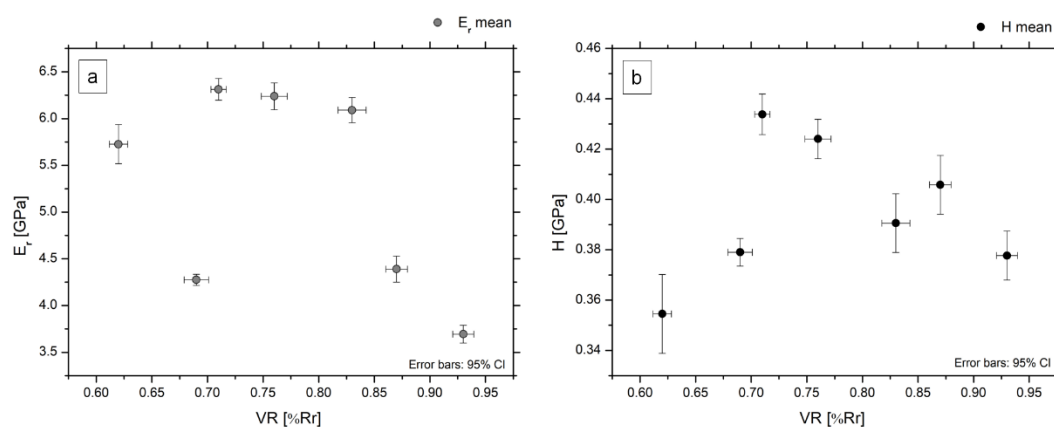 E_r mean
a
6.5
6.0
5.5
5.0
4.5
4.0
3.5
E_r [GPa]
0.60 0.65 0.70 0.75 0.80 0.85 0.90 0.95
VR [%Rr]
Error bars: 95% CI
H mean
b
0.46
0.44
0.42
0.40
0.38
0.36
0.34
H [GPa]
0.60 0.65 0.70 0.75 0.80 0.85 0.90 0.95
VR [%Rr]
Error bars: 95% CI